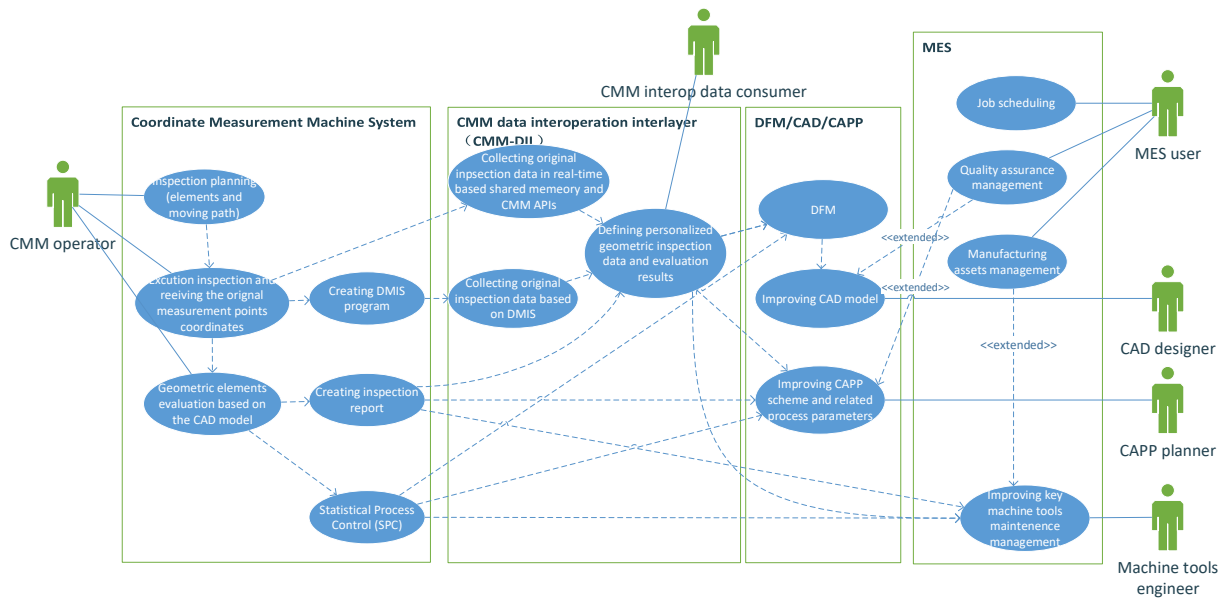 CMM interop data consumer
CMM operator
MES user
CAD designer
CAPP planner
Machine tools
engineer
Coordinate Measurement Machine System
Inspection planning
(elements and
moving path)
Excution inspection and
reeiving the orignal
measurement points
coordinates
Creating DMIS
program
Geometric elements
evaluation based on
the CAD model
Creating inspection
report
Statistical Process
Control (SPC)
CMM data interoperation interlayer
（CMM-DIL）
Collecting original
inpsection data in real-time
based shared memeory and
CMM APIs
Defining personalized
geometric inspection
data and evaluation
results
Collecting original
inspection data based
on DMIS
DFM/CAD/CAPP
DFM
Improving CAD model
Improving CAPP
scheme and related
process parameters
MES
Job scheduling
Quality assurance
management
<<extended>>
Manufacturing
assets management
<<extended>>
<<extended>>
Improving key
machine tools
maintenence
management